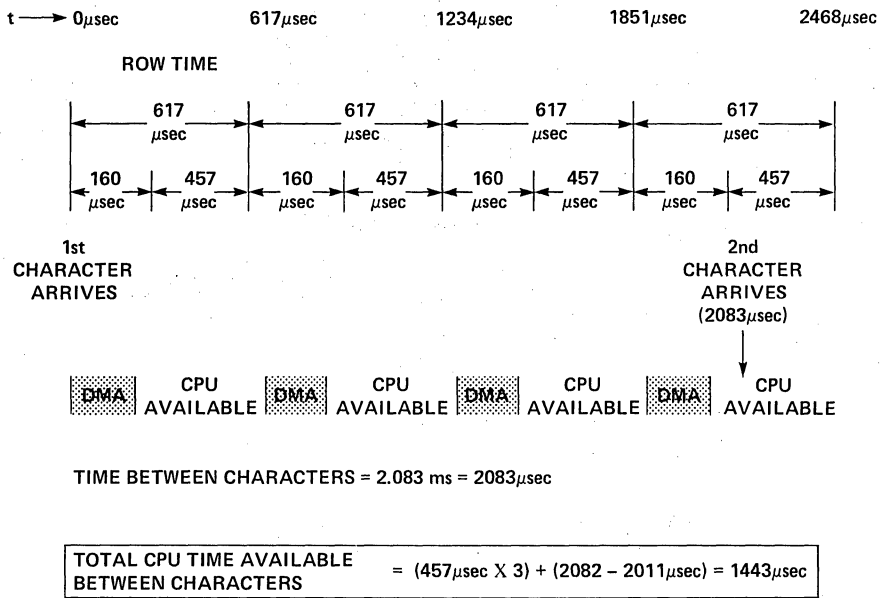 t → 0μsec 617μsec 1234μsec 1851μsec 2468μsec
ROW TIME
617 μsec 617 μsec 617 μsec 617 μsec
160 μsec 457 μsec 160 μsec 457 μsec 160 μsec 457 μsec 160 μsec 457 μsec
1st
CHARACTER
ARRIVES
2nd
CHARACTER
ARRIVES
(2083μsec)
DMA CPU AVAILABLE DMA CPU AVAILABLE DMA CPU AVAILABLE DMA CPU AVAILABLE
TIME BETWEEN CHARACTERS = 2.083 ms = 2083μsec
TOTAL CPU TIME AVAILABLE
BETWEEN CHARACTERS = (457μsec X 3) + (2082 – 2011μsec) = 1443μsec